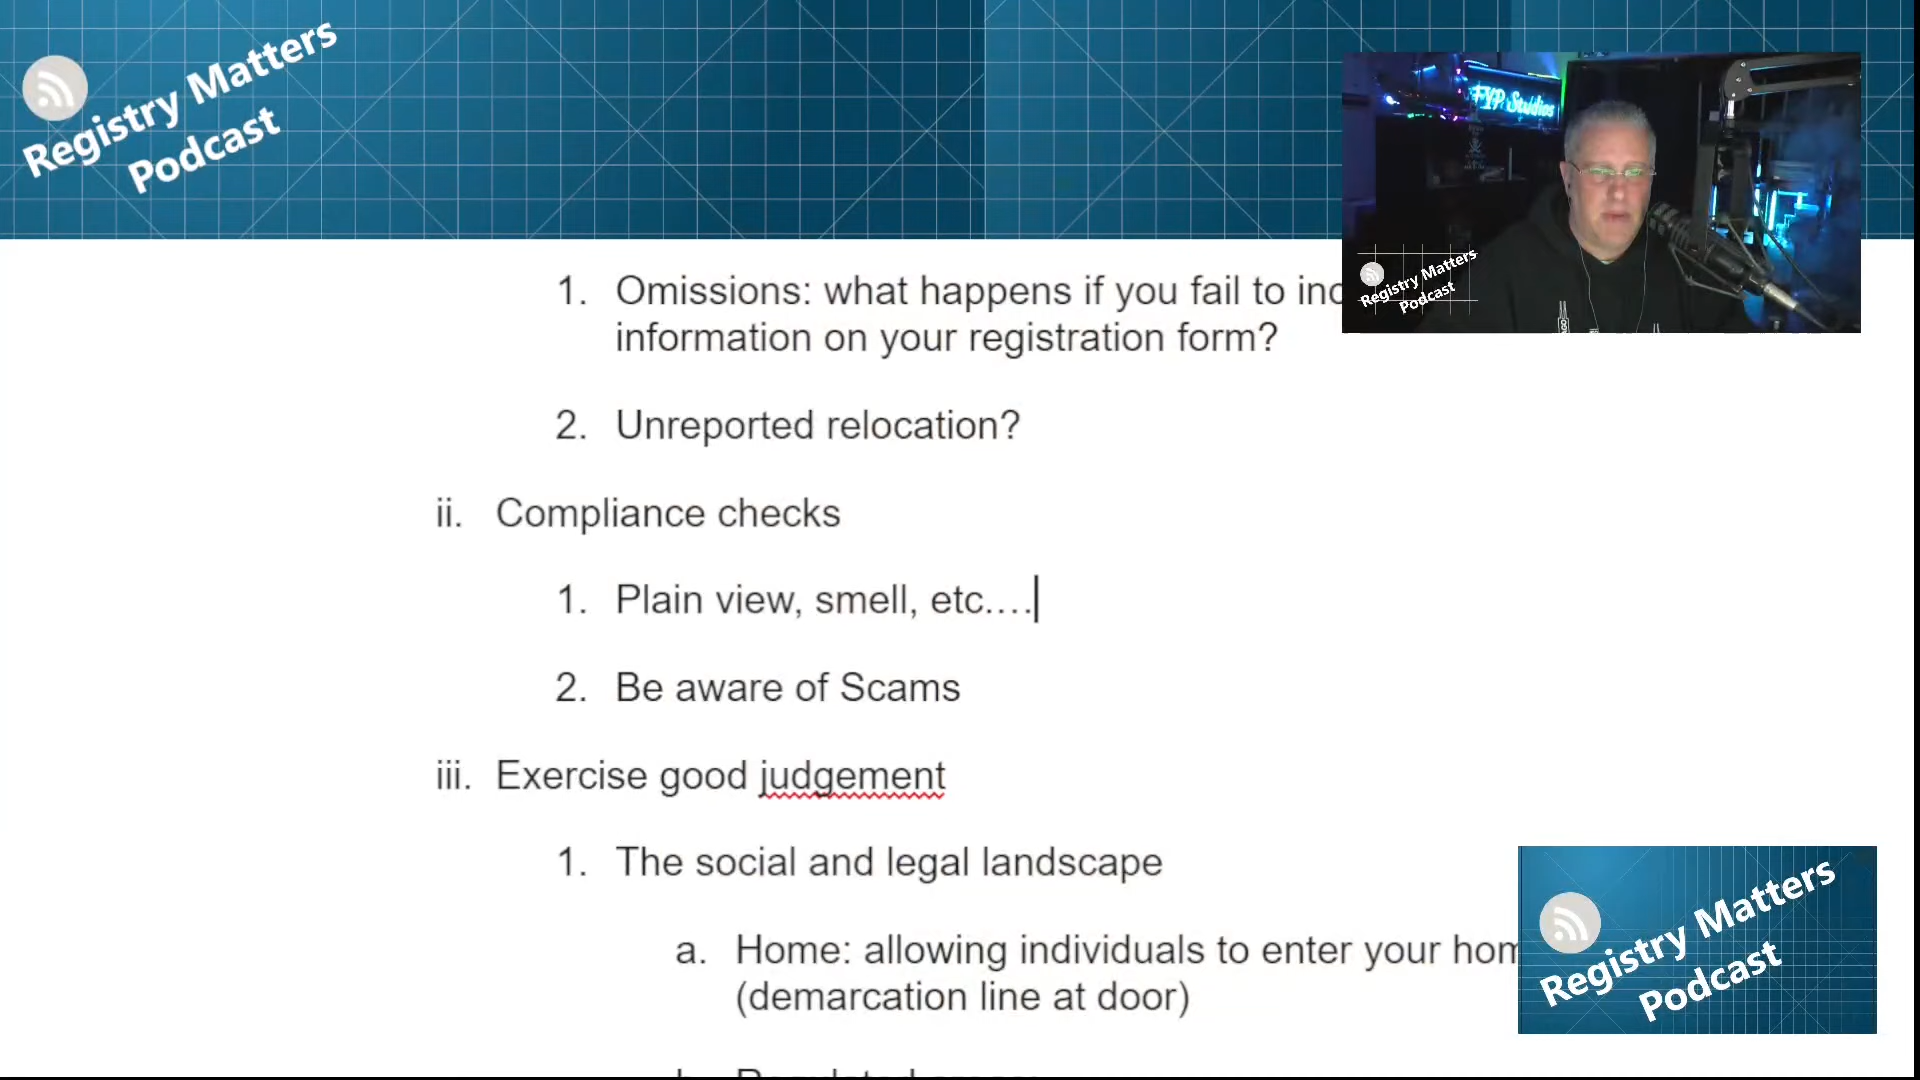 Registry Matters
Podcast
FYP Studios
Registry Matters
Podcast
1. Omissions: what happens if you fail to
information on your registration form?
2. Unreported relocation?
ii. Compliance checks
1. Plain view, smell, etc....
2. Be aware of Scams
iii. Exercise good judgement
1. The social and legal landscape
a. Home: allowing individuals to enter your
(demarcation line at door)
Registry Matters
Podcast